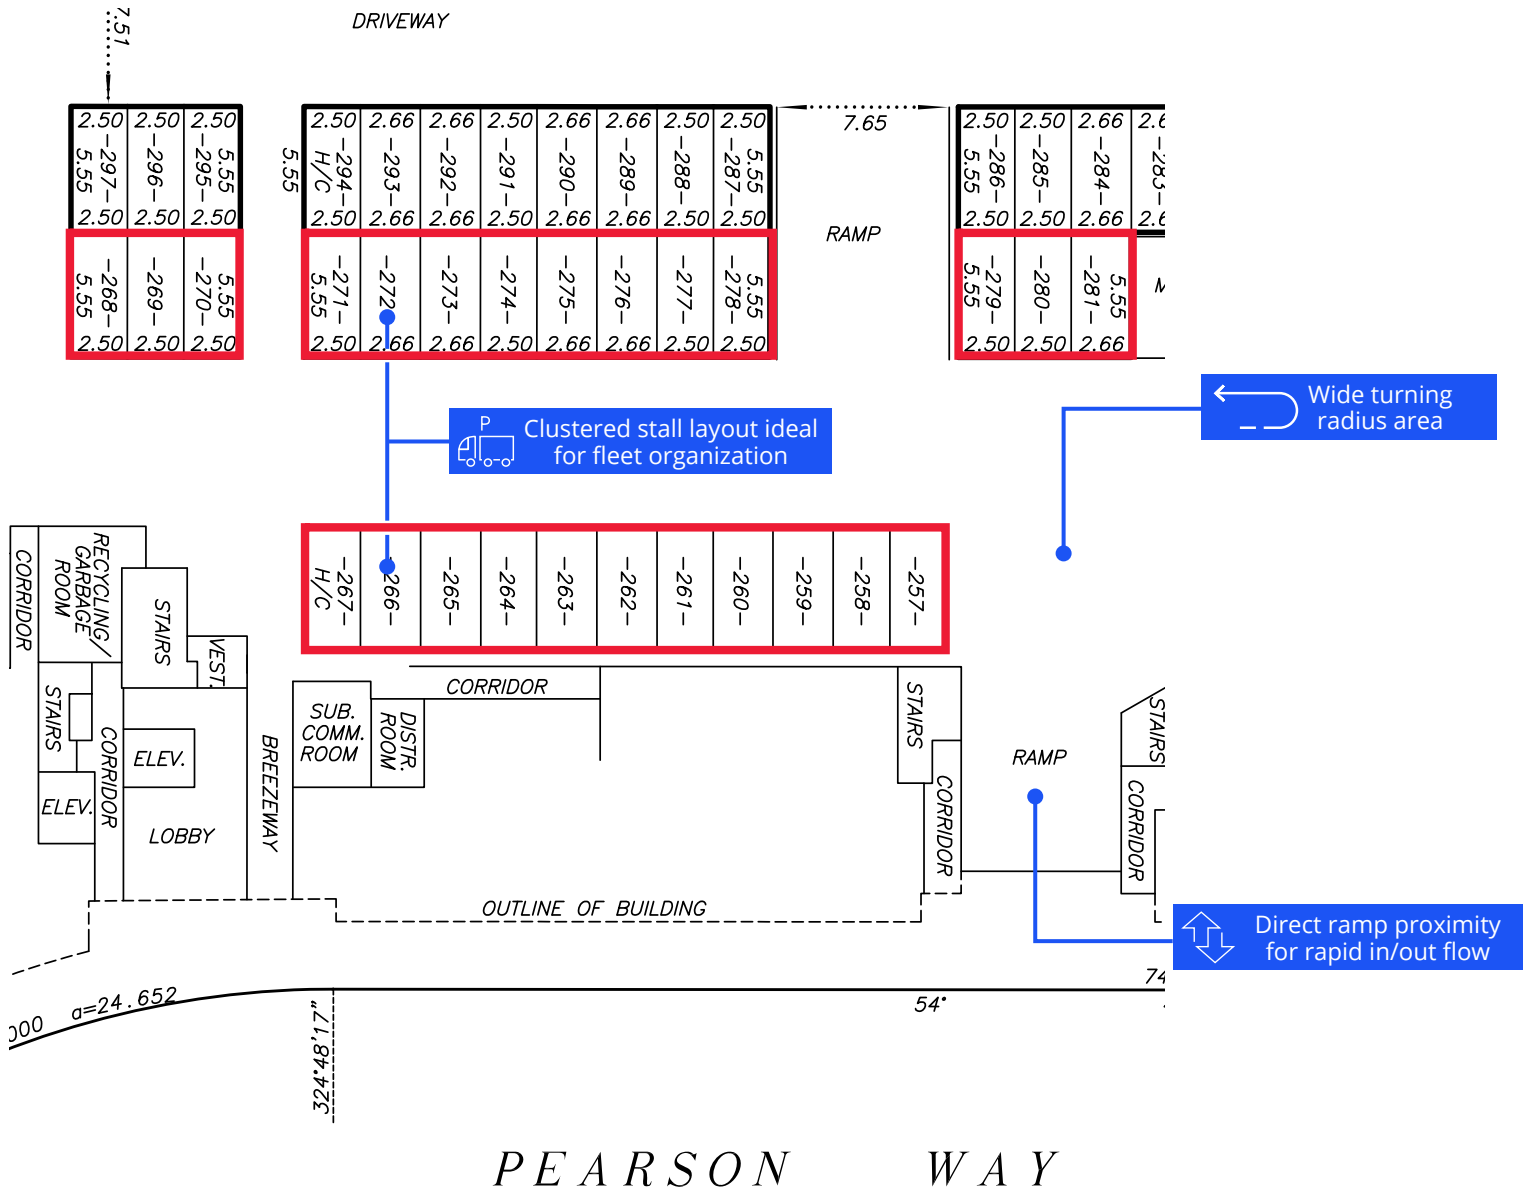 7.51
DRIVEWAY
2.50 2.50 2.50
5.55 -297- -296- -295- 5.55
2.50 2.50 2.50
5.55
2.50 2.66 2.66 2.50 2.66 2.66 2.50 2.50
H/C -294- -293- -292- -291- -290- -289- -288- -287- 5.55
2.50 2.66 2.66 2.50 2.66 2.66 2.50 2.50
7.65
RAMP
2.50 2.50 2.66
5.55 -286- -285- -284- -283-
2.50 2.50 2.66
5.55 -268- -269- -270- 5.55
2.50 2.50 2.50
5.55 -271- -272- -273- -274- -275- -276- -277- -278- 5.55
2.50 2.66 2.66 2.50 2.66 2.66 2.50 2.50
5.55 -279- -280- -281- 5.55
2.50 2.50 2.66
P
Clustered stall layout ideal
for fleet organization
Wide turning
radius area
H/C -267- -266- -265- -264- -263- -262- -261- -260- -259- -258- -257-
CORRIDOR
RECYCLING/
GARBAGE
ROOM
STAIRS
VEST.
STAIRS
CORRIDOR
ELEV.
ELEV.
LOBBY
BREEZEWAY
SUB.
COMM.
ROOM
DISTR.
ROOM
CORRIDOR
STAIRS
CORRIDOR
RAMP
STAIRS
CORRIDOR
OUTLINE OF BUILDING
Direct ramp proximity
for rapid in/out flow
000
a=24.652
324°48'17"
54°
74
PEARSON WAY